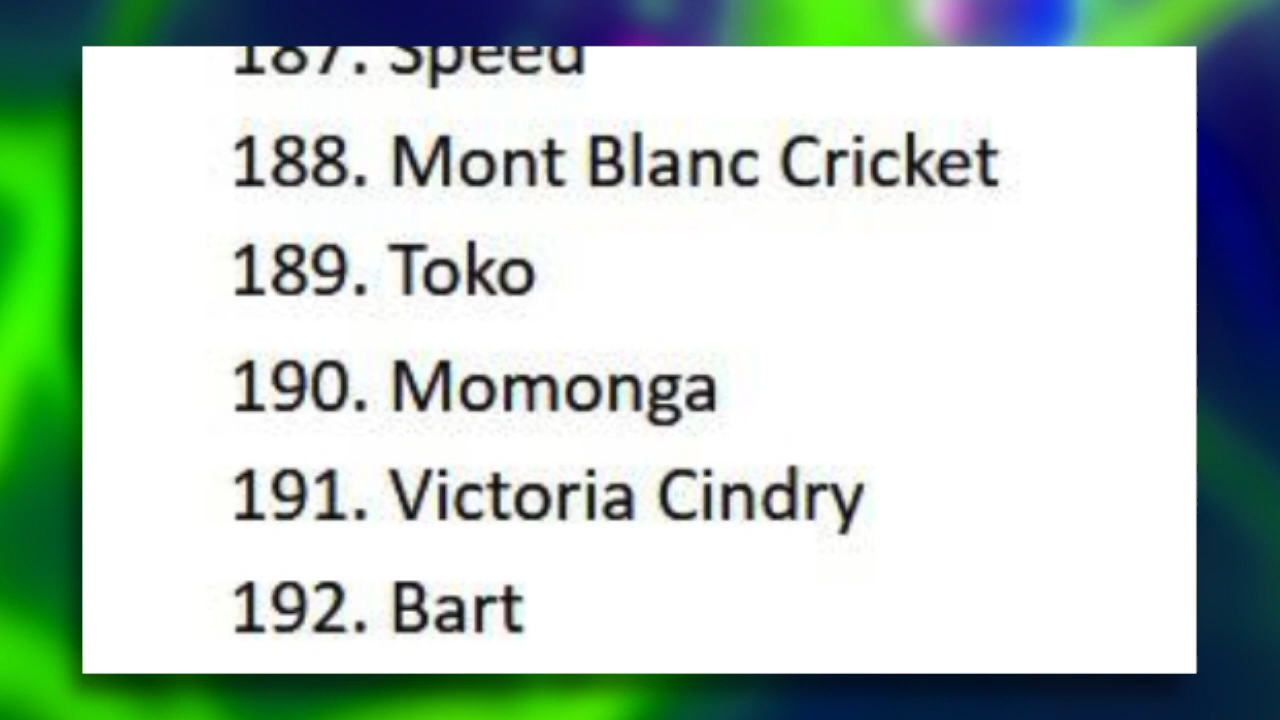 187. Speed
188. Mont Blanc Cricket
189. Toko
190. Momonga
191. Victoria Cindry
192. Bart